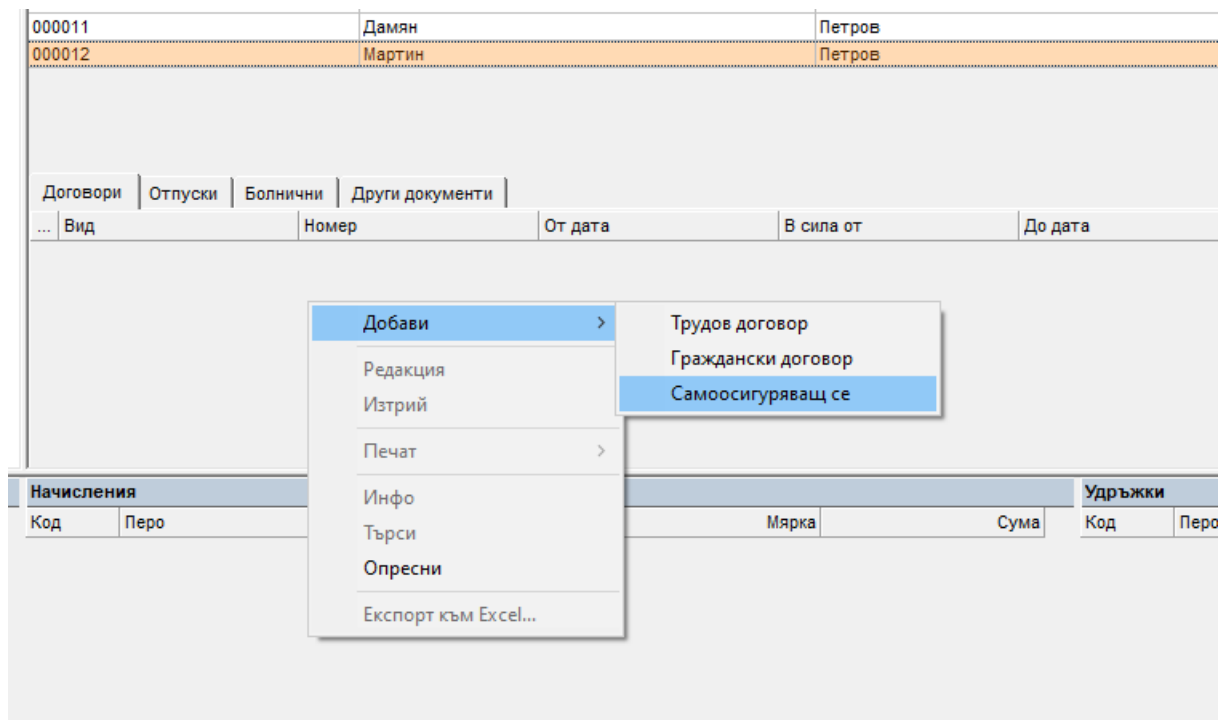 000011 Дамян Петров
000012 Мартин Петров
Договори Отпуски Болнични Други документи
... Вид Номер От дата В сила от До дата
Добави >
Трудов договор
Граждански договор
Самоосигуряващ се
Редакция
Изтрий
Печат >
Инфо
Търси
Опресни
Експорт към Excel...
Начисления Удръжки
Код Перо Мярка Сума Код Перо